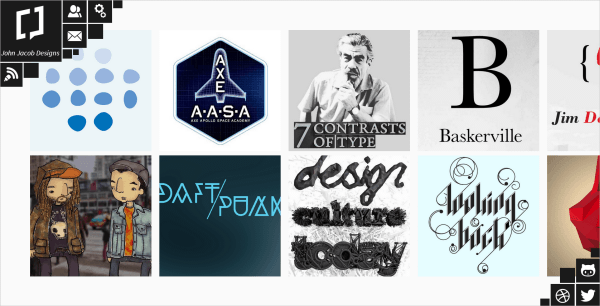 John Jacob Designs
AXE
A·A·S·A
AXE APOLLO SPACE ACADEMY
7 CONTRASTS
OF TYPE
B
Baskerville
{
Jim
DAFT/
PUNK
design
culture
looking
back